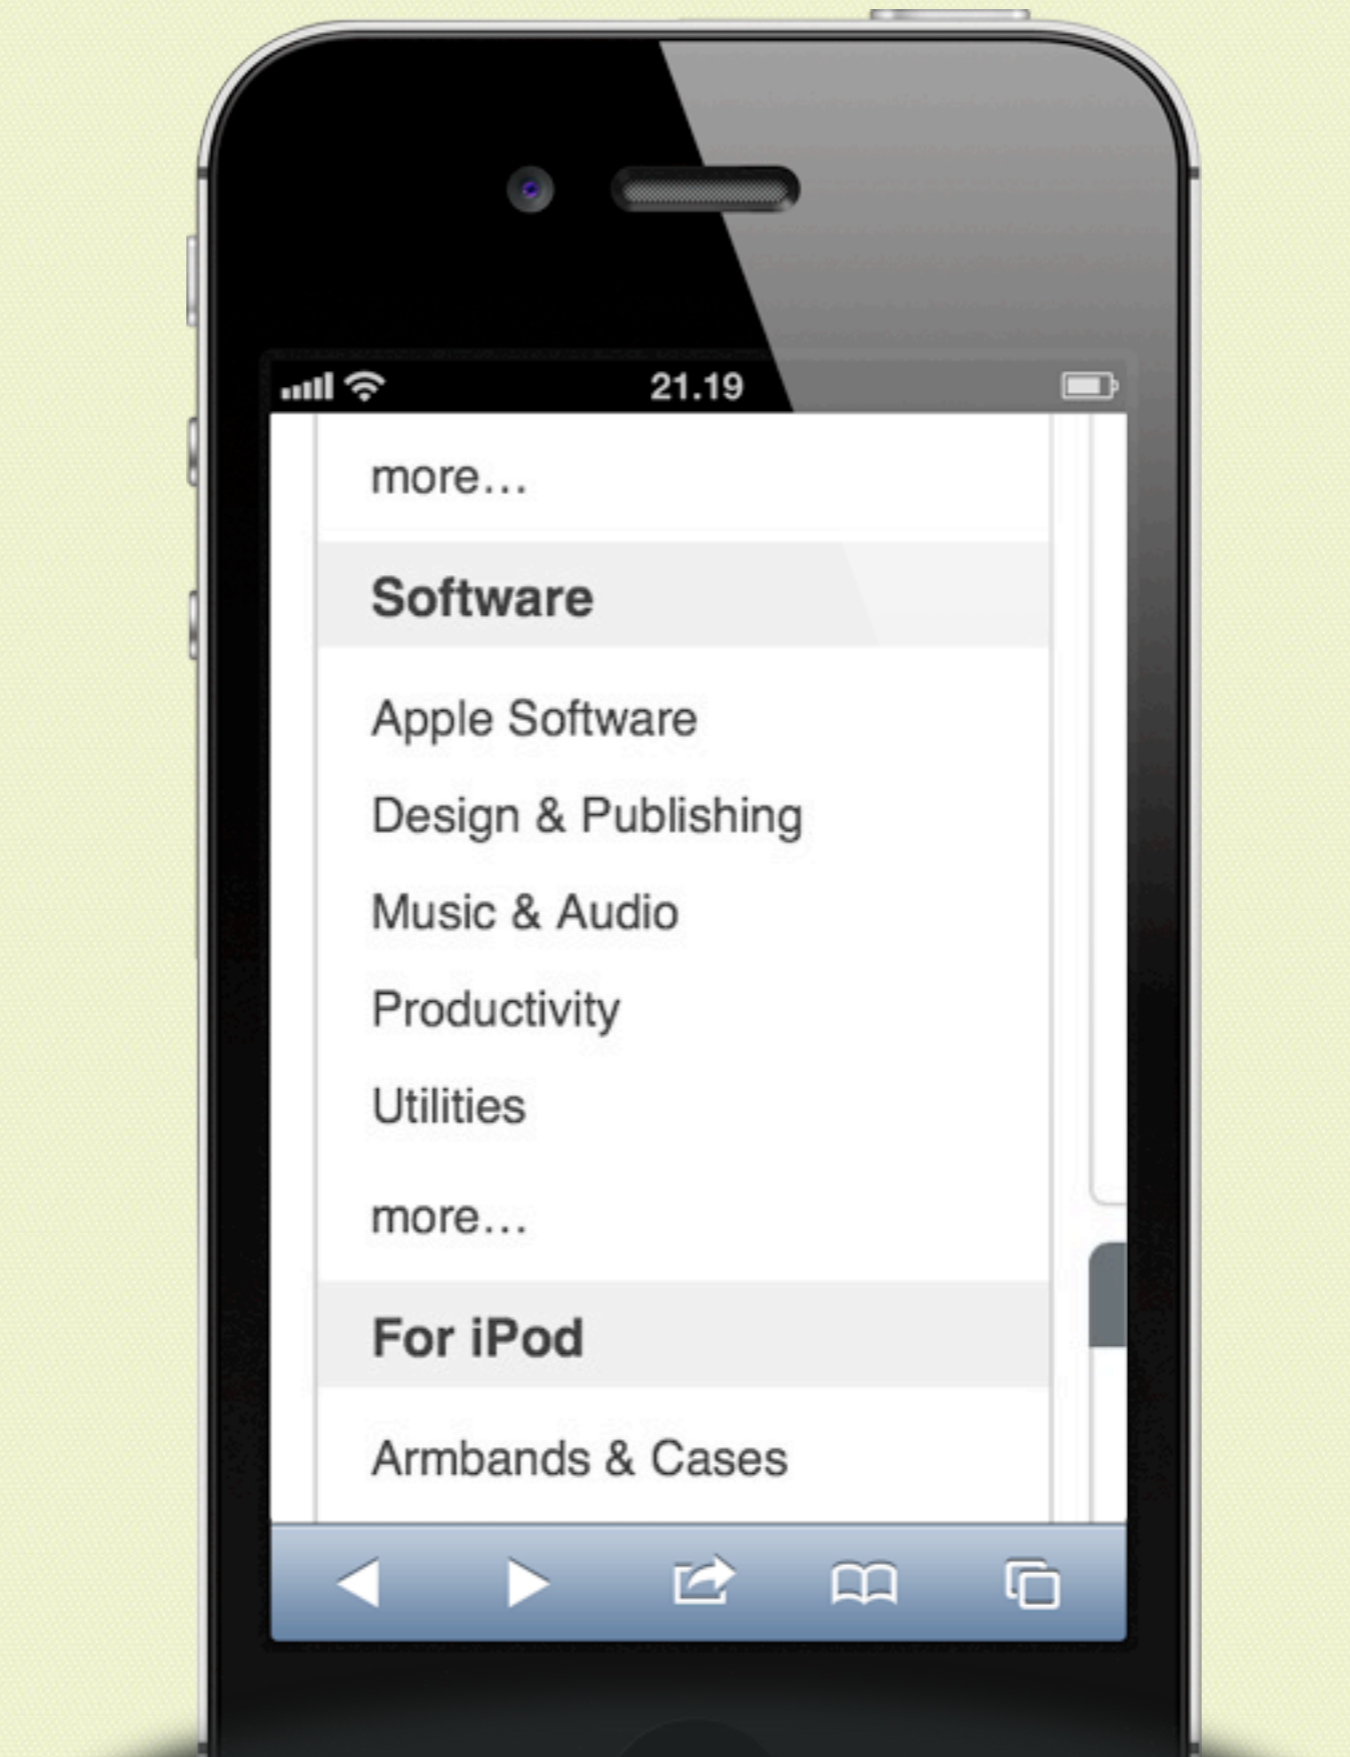 21.19
more…
Software
Apple Software
Design & Publishing
Music & Audio
Productivity
Utilities
more…
For iPod
Armbands & Cases